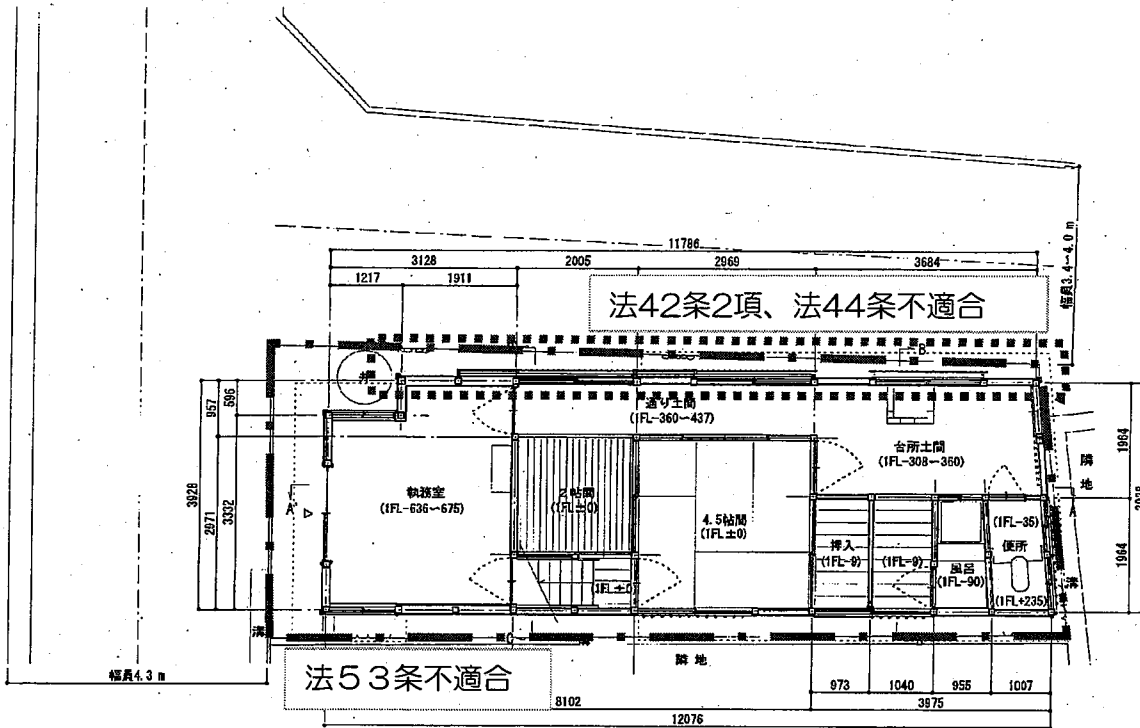 11786
3128
2005
2969
3684
1217
1911
幅員3.4～4.0 m
法42条2項、法44条不適合
B
井
957
596
通り土間
(1FL-360～437)
台所土間
(1FL-308～360)
1964
隣地
3928
2971
3332
A
執務室
(1FL-636～675)
2帖間
(1FL±0)
4.5帖間
(1FL±0)
押入
(1FL-9)
(1FL-9)
風呂
(1FL-90)
(1FL-35)
便所
(1FL+235)
A
1964
(1FL±0)
溝
溝
C
隣地
幅員4.3 m
法53条不適合
973
1040
955
1007
8102
3975
12076